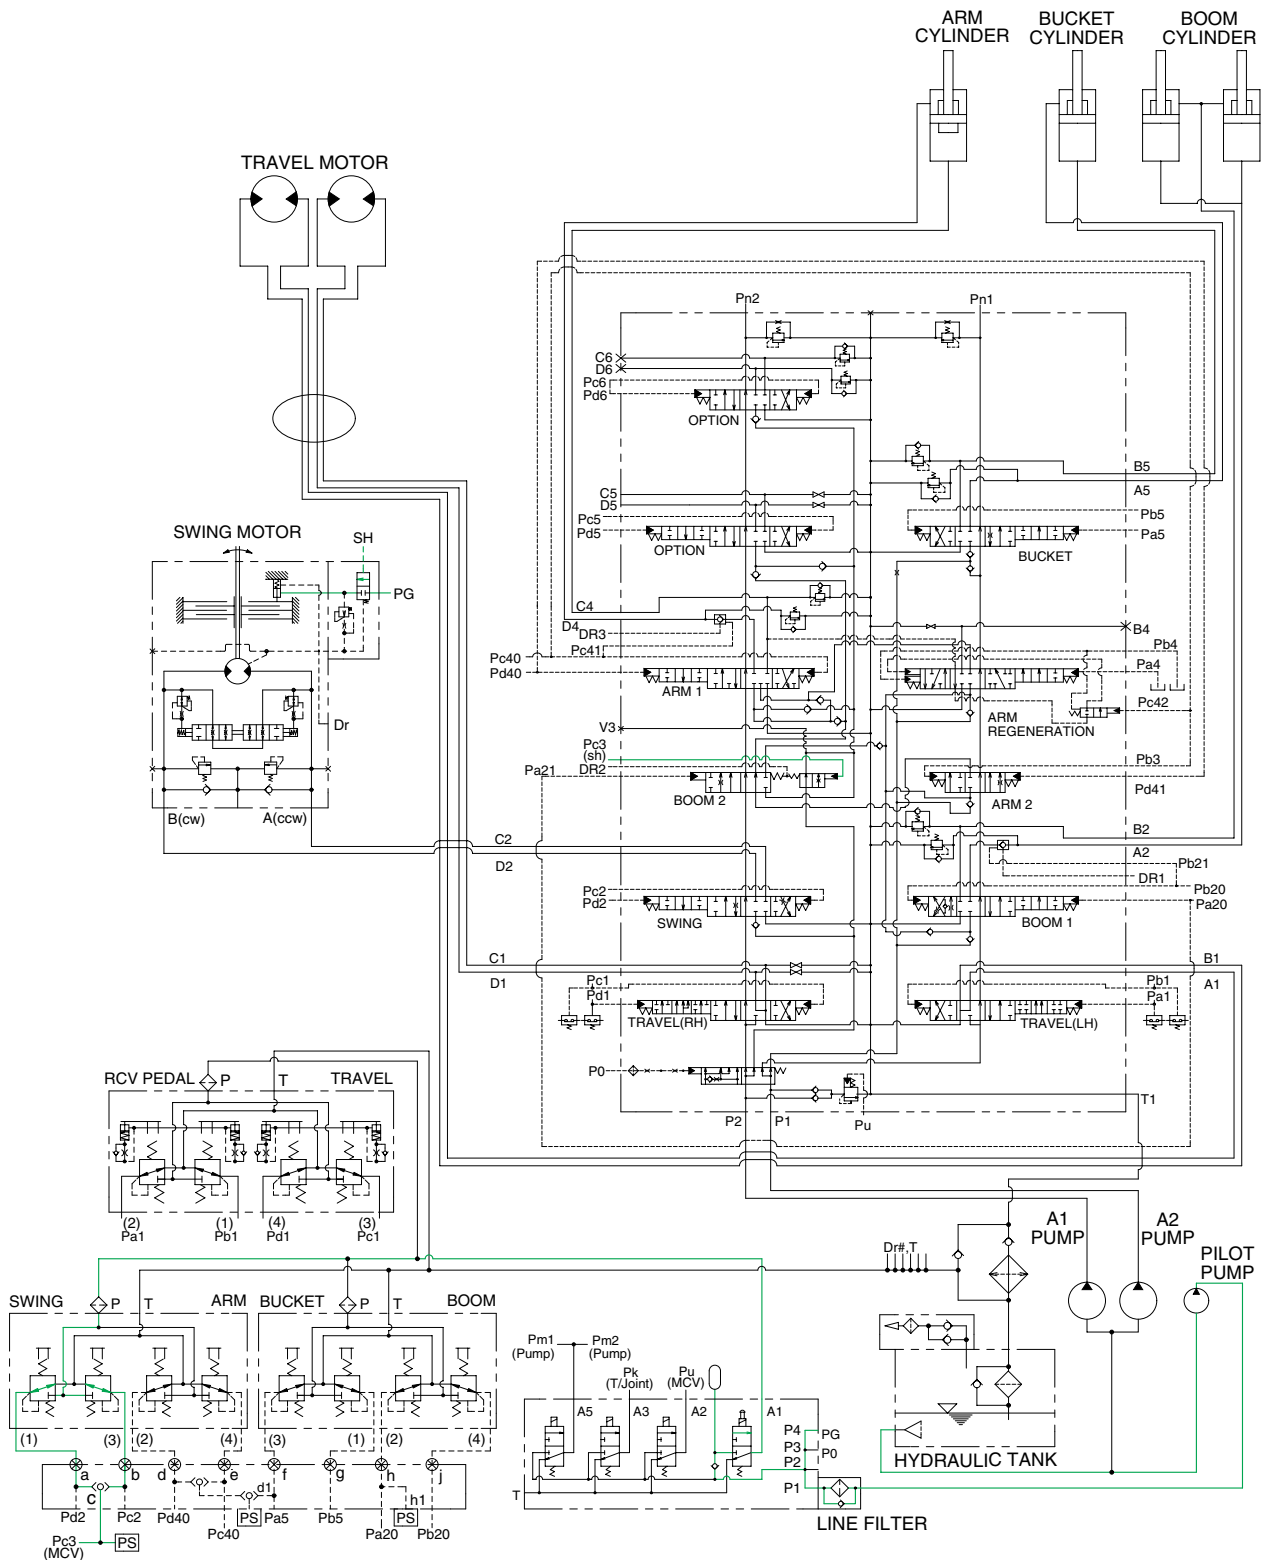 ARM
CYLINDER
BUCKET
CYLINDER
BOOM
CYLINDER
TRAVEL MOTOR
Pn2
Pn1
C6
D6
Pc6
Pd6
OPTION
B5
A5
C5
D5
Pc5
Pd5
OPTION
BUCKET
Pb5
Pa5
SWING MOTOR
SH
PG
Dr
B(cw)
A(ccw)
C4
D4
DR3
Pc41
Pc40
Pd40
ARM 1
B4
Pb4
Pa4
Pc42
ARM
REGENERATION
V3
Pc3
(sh)
DR2
Pa21
BOOM 2
Pb3
ARM 2
Pd41
B2
A2
Pb21
DR1
C2
D2
Pc2
Pd2
SWING
Pb20
Pa20
BOOM 1
C1
D1
B1
A1
Pc1
Pd1
TRAVEL(RH)
Pb1
Pa1
TRAVEL(LH)
P0
P2
P1
Pu
T1
RCV PEDAL
P
T
TRAVEL
(2)
Pa1
(1)
Pb1
(4)
Pd1
(3)
Pc1
A1
PUMP
A2
PUMP
PILOT
PUMP
Dr#,T
SWING
P
T
ARM
BUCKET
P
T
BOOM
(1)
(3)
(2)
(4)
(3)
(1)
(2)
(4)
a
b
d
e
f
g
h
j
c
d1
h1
Pd2
Pc2
Pd40
Pc40
PS
Pa5
Pb5
Pa20
PS
Pb20
Pc3
(MCV)
PS
Pm1
(Pump)
Pm2
(Pump)
Pk
(T/Joint)
Pu
(MCV)
A5
A3
A2
A1
P4
PG
P3
P0
P2
P1
T
LINE FILTER
HYDRAULIC TANK